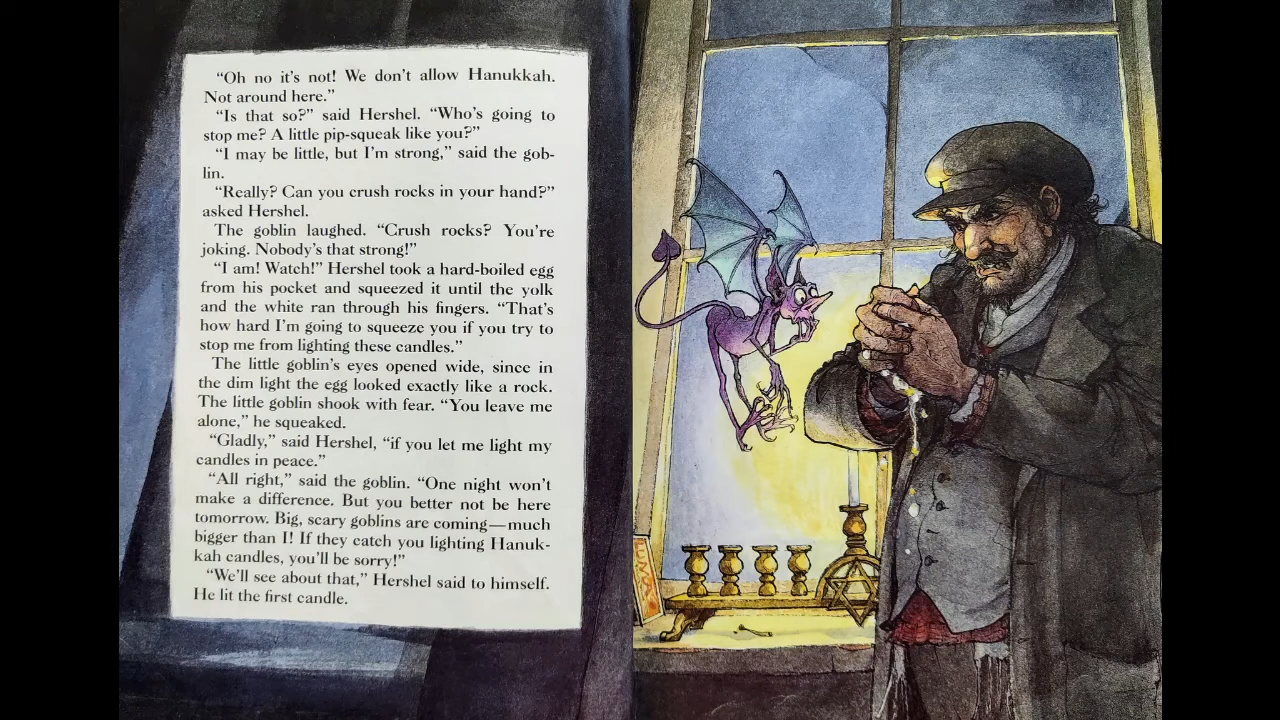 “Oh no it’s not! We don’t allow Hanukkah.
Not around here.”
“Is that so?” said Hershel. “Who’s going to
stop me? A little pip-squeak like you?”
“I may be little, but I’m strong,” said the gob-
lin.
“Really? Can you crush rocks in your hand?”
asked Hershel.
The goblin laughed. “Crush rocks? You’re
joking. Nobody’s that strong!”
“I am! Watch!” Hershel took a hard-boiled egg
from his pocket and squeezed it until the yolk
and the white ran through his fingers. “That’s
how hard I’m going to squeeze you if you try to
stop me from lighting these candles.”
The little goblin’s eyes opened wide, since in
the dim light the egg looked exactly like a rock.
The little goblin shook with fear. “You leave me
alone,” he squeaked.
“Gladly,” said Hershel, “if you let me light my
candles in peace.”
“All right,” said the goblin. “One night won’t
make a difference. But you better not be here
tomorrow. Big, scary goblins are coming—much
bigger than I! If they catch you lighting Hanuk-
kah candles, you’ll be sorry!”
“We’ll see about that,” Hershel said to himself.
He lit the first candle.